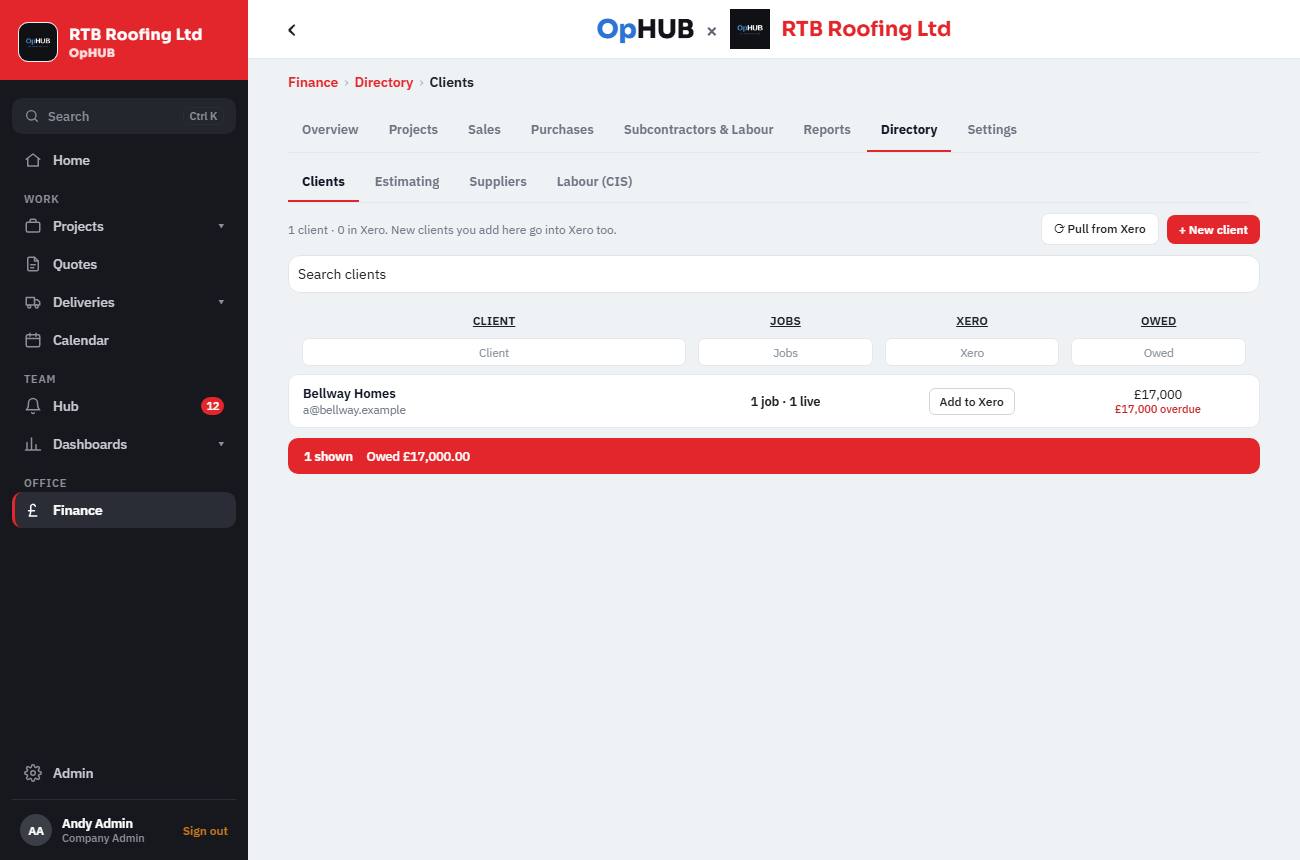 OpHUB
RTB Roofing Ltd
OpHUB
Search
Ctrl K
Home
WORK
Projects
Quotes
Deliveries
Calendar
TEAM
Hub
12
Dashboards
OFFICE
Finance
Admin
AA
Andy Admin
Company Admin
Sign out
OpHUB × OpHUB RTB Roofing Ltd
Finance › Directory › Clients
Overview Projects Sales Purchases Subcontractors & Labour Reports Directory Settings
Clients Estimating Suppliers Labour (CIS)
1 client · 0 in Xero. New clients you add here go into Xero too.
⟳ Pull from Xero
+ New client
Search clients
CLIENT JOBS XERO OWED
Client Jobs Xero Owed
Bellway Homes
a@bellway.example
1 job · 1 live
Add to Xero
£17,000
£17,000 overdue
1 shown Owed £17,000.00